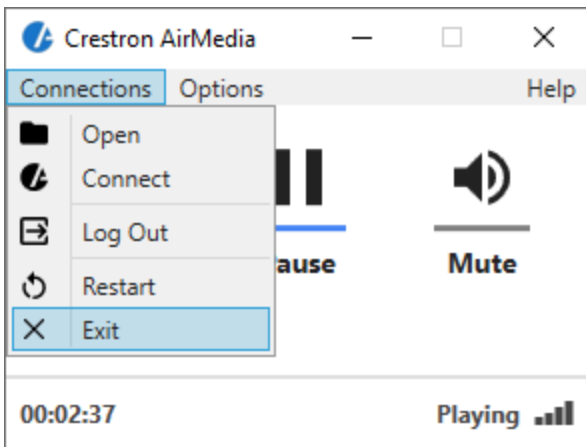 Crestron AirMedia
Connections Options Help
Open
Connect
Log Out
Restart
Exit
ause Mute
00:02:37 Playing